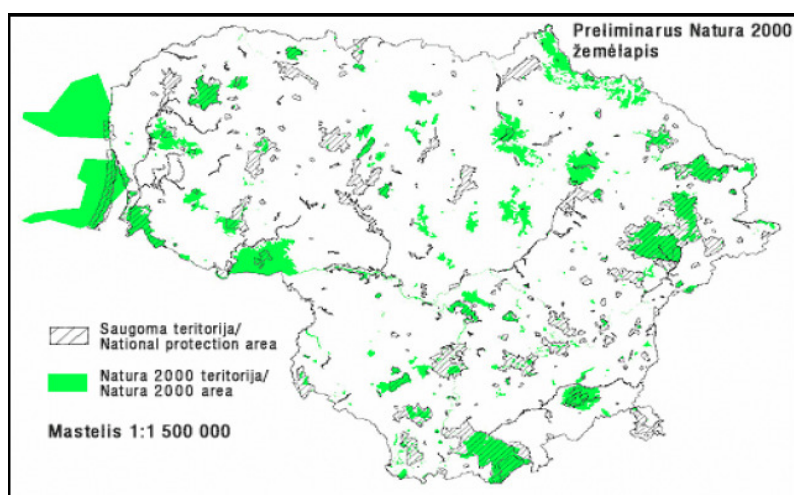 Preliminarus Natura 2000
žemėlapis
Saugoma teritorija/
National protection area
Natura 2000 teritorija/
Natura 2000 area
Mastelis 1:1 500 000